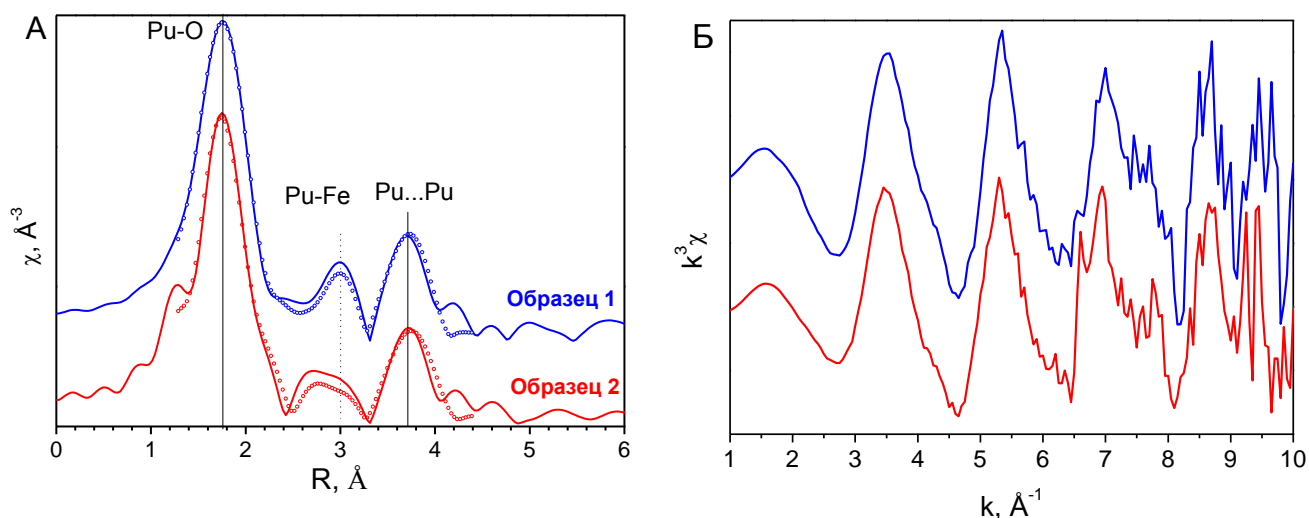 А
Pu-O
Pu-Fe
Pu...Pu
Образец 1
Образец 2
χ, Å⁻³
0 1 2 3 4 5 6
R, Å
Б
k³χ
1 2 3 4 5 6 7 8 9 10
k, Å⁻¹